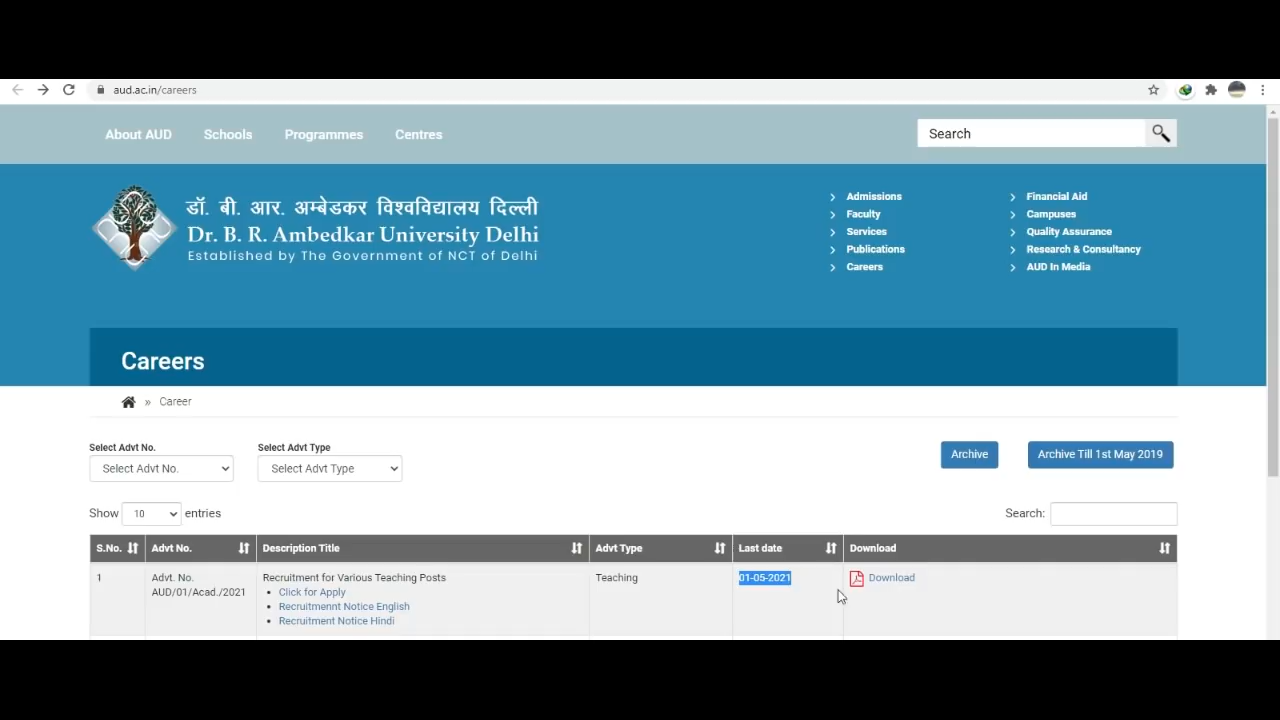 aud.ac.in/careers
About AUD Schools Programmes Centres
Search
डॉ. बी. आर. अम्बेडकर विश्वविद्यालय दिल्ली
Dr. B. R. Ambedkar University Delhi
Established by The Government of NCT of Delhi
Admissions Financial Aid
Faculty Campuses
Services Quality Assurance
Publications Research & Consultancy
Careers AUD In Media
Careers
» Career
Select Advt No. Select Advt Type
Select Advt No. Select Advt Type Archive Archive Till 1st May 2019
Show 10 entries Search:
S.No. Advt No. Description Title Advt Type Last date Download
1 Advt. No. Recruitment for Various Teaching Posts Teaching 01-05-2021 Download
AUD/01/Acad./2021 • Click for Apply
• Recruitmennt Notice English
• Recruitment Notice Hindi